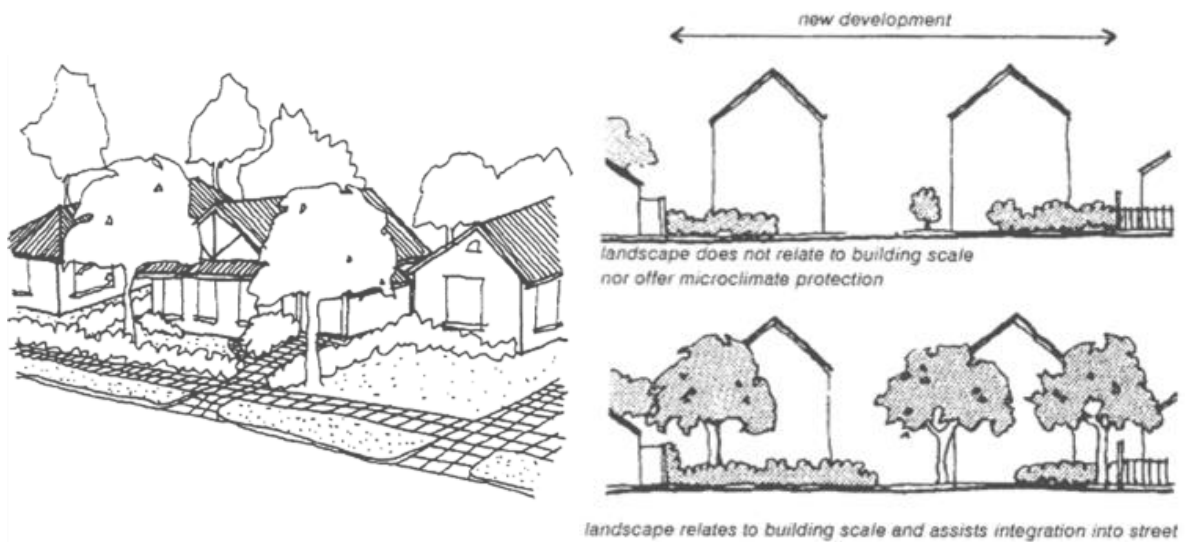 new development
landscape does not relate to building scale
nor offer microclimate protection
landscape relates to building scale and assists integration into street